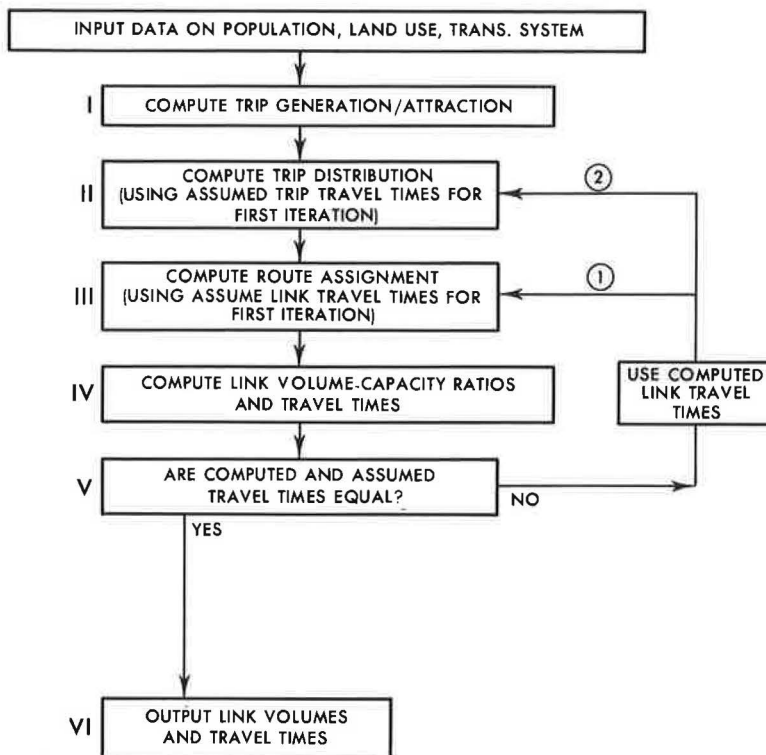 INPUT DATA ON POPULATION, LAND USE, TRANS. SYSTEM
I
COMPUTE TRIP GENERATION/ATTRACTION
II
COMPUTE TRIP DISTRIBUTION
(USING ASSUMED TRIP TRAVEL TIMES FOR
FIRST ITERATION)
2
III
COMPUTE ROUTE ASSIGNMENT
(USING ASSUME LINK TRAVEL TIMES FOR
FIRST ITERATION)
1
IV
COMPUTE LINK VOLUME-CAPACITY RATIOS
AND TRAVEL TIMES
USE COMPUTED
LINK TRAVEL
TIMES
V
ARE COMPUTED AND ASSUMED
TRAVEL TIMES EQUAL?
NO
YES
VI
OUTPUT LINK VOLUMES
AND TRAVEL TIMES